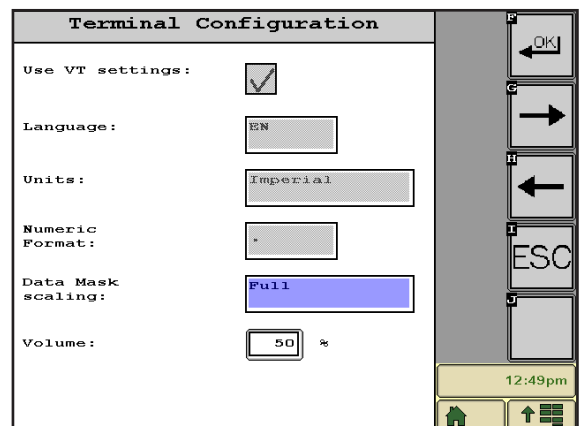 Terminal Configuration
Use VT settings:
Language:
EN
Units:
Imperial
Numeric
Format:
.
Data Mask
scaling:
Full
Volume:
50 %
F
OK
G
H
I
ESC
J
12:49pm